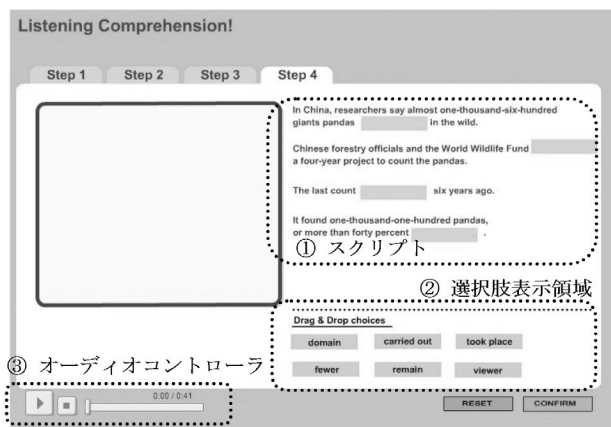 Listening Comprehension!
Step 1 Step 2 Step 3 Step 4
In China, researchers say almost one-thousand-six-hundred
giants pandas in the wild.
Chinese forestry officials and the World Wildlife Fund
a four-year project to count the pandas.
The last count six years ago.
It found one-thousand-one-hundred pandas,
or more than forty percent .
① スクリプト
② 選択肢表示領域
Drag & Drop choices
domain carried out took place
fewer remain viewer
③ オーディオコントローラ
0:00 / 0:41
RESET CONFIRM